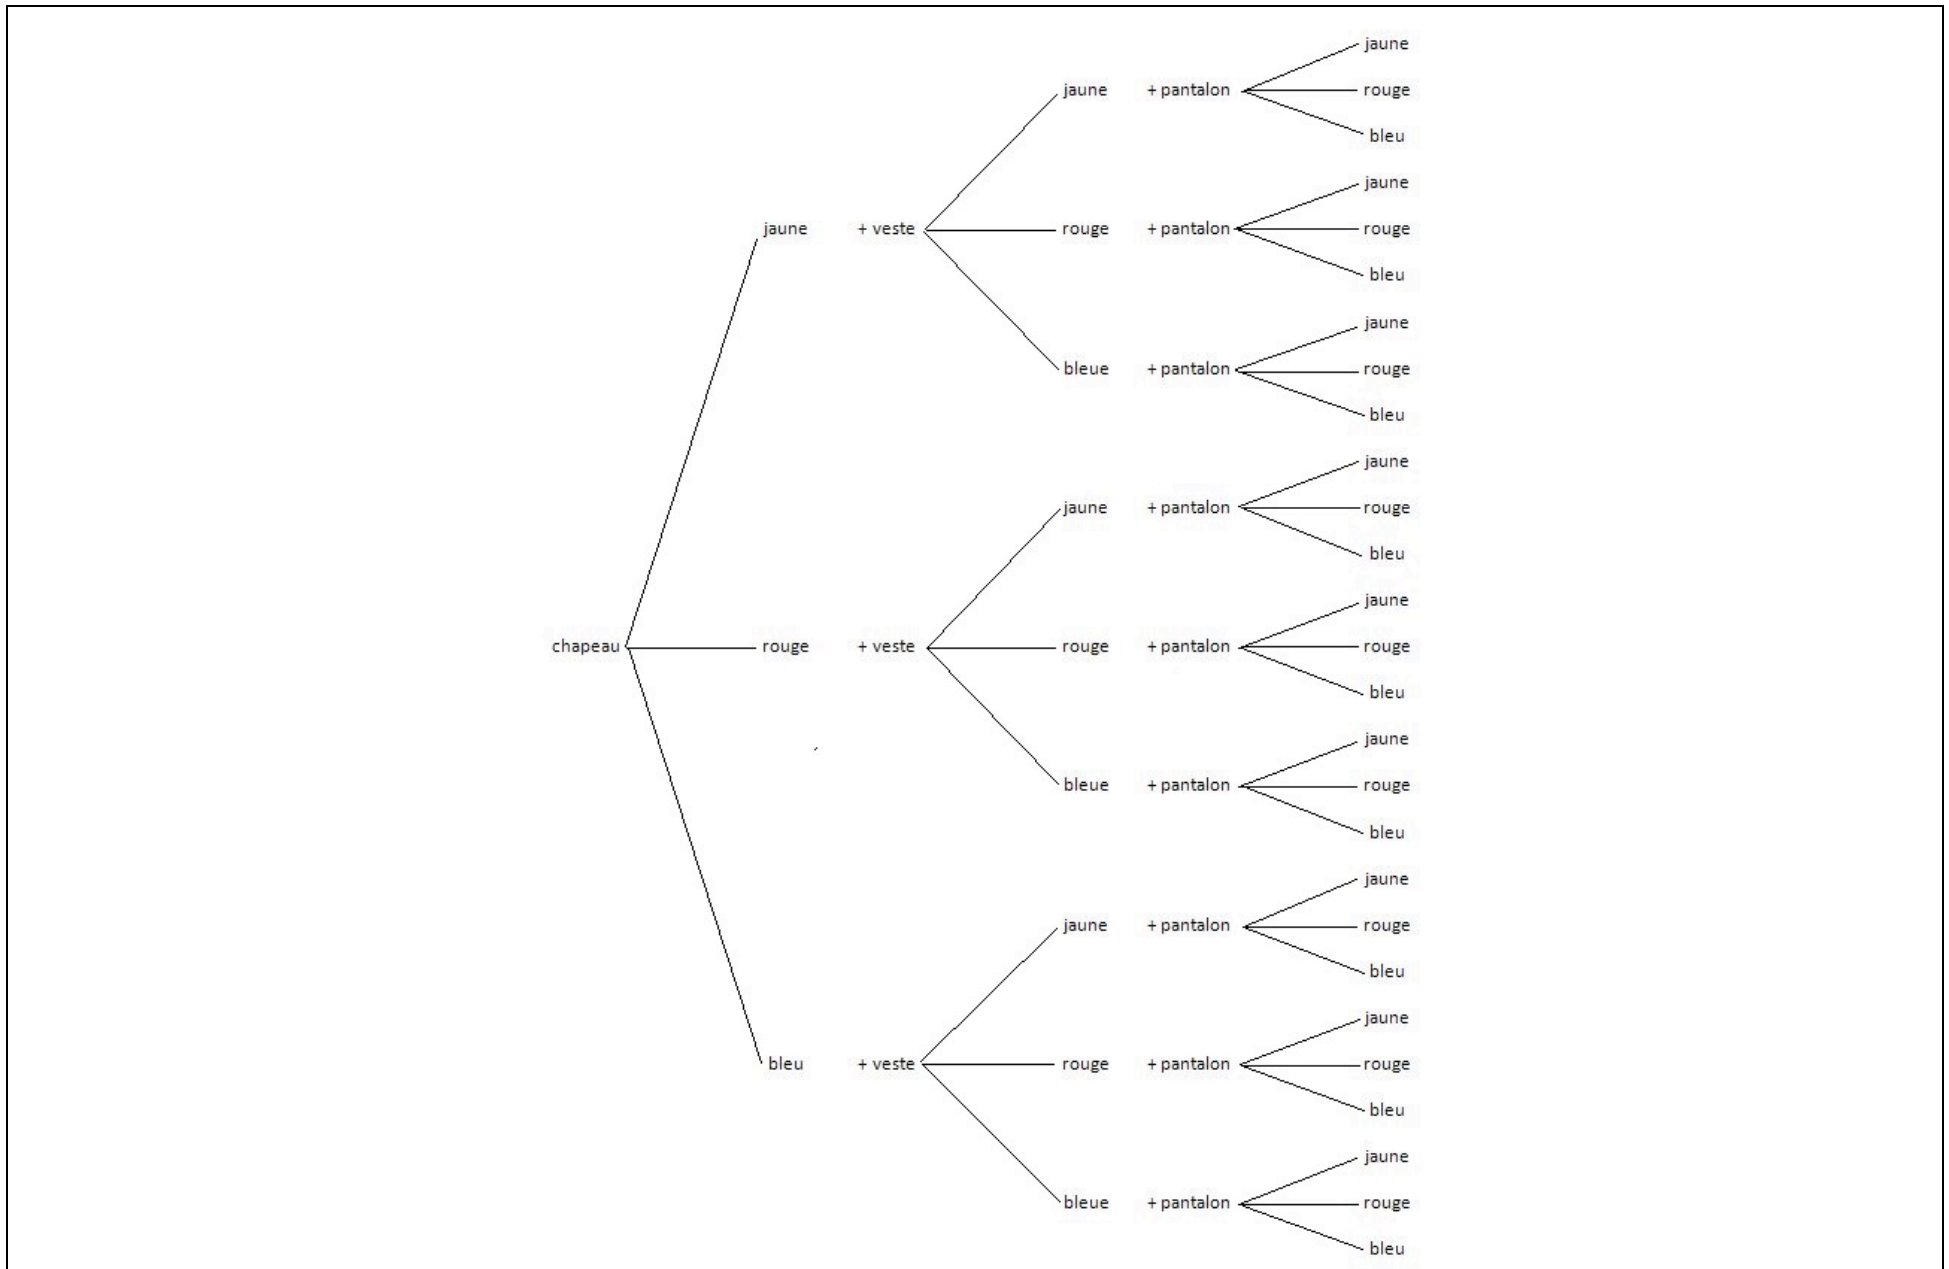 jaune
jaune + pantalon rouge
bleu
jaune
jaune + veste rouge + pantalon rouge
bleu
jaune
bleue + pantalon rouge
bleu
jaune
jaune + pantalon rouge
bleu
jaune
chapeau rouge + veste rouge + pantalon rouge
bleu
jaune
bleue + pantalon rouge
bleu
jaune
jaune + pantalon rouge
bleu
jaune
bleu + veste rouge + pantalon rouge
bleu
jaune
bleue + pantalon rouge
bleu